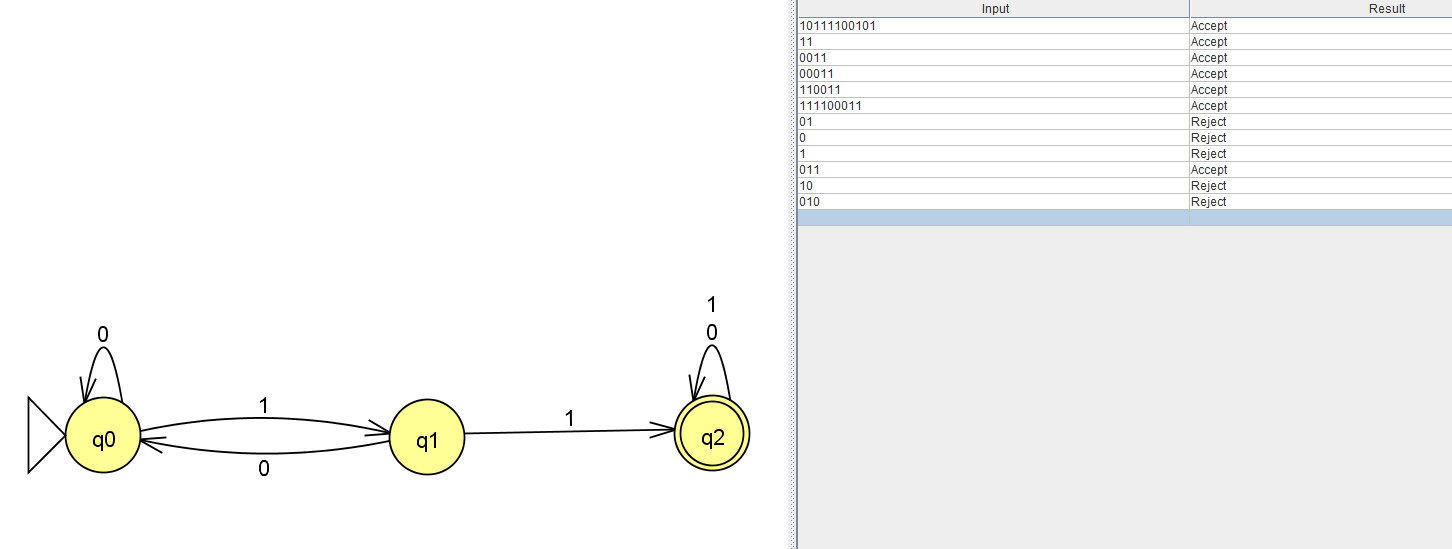 Input Result
10111100101 Accept
11 Accept
0011 Accept
00011 Accept
110011 Accept
111100011 Accept
01 Reject
0 Reject
1 Reject
011 Accept
10 Reject
010 Reject
1
0
0
1
1
q0
q1
q2
0